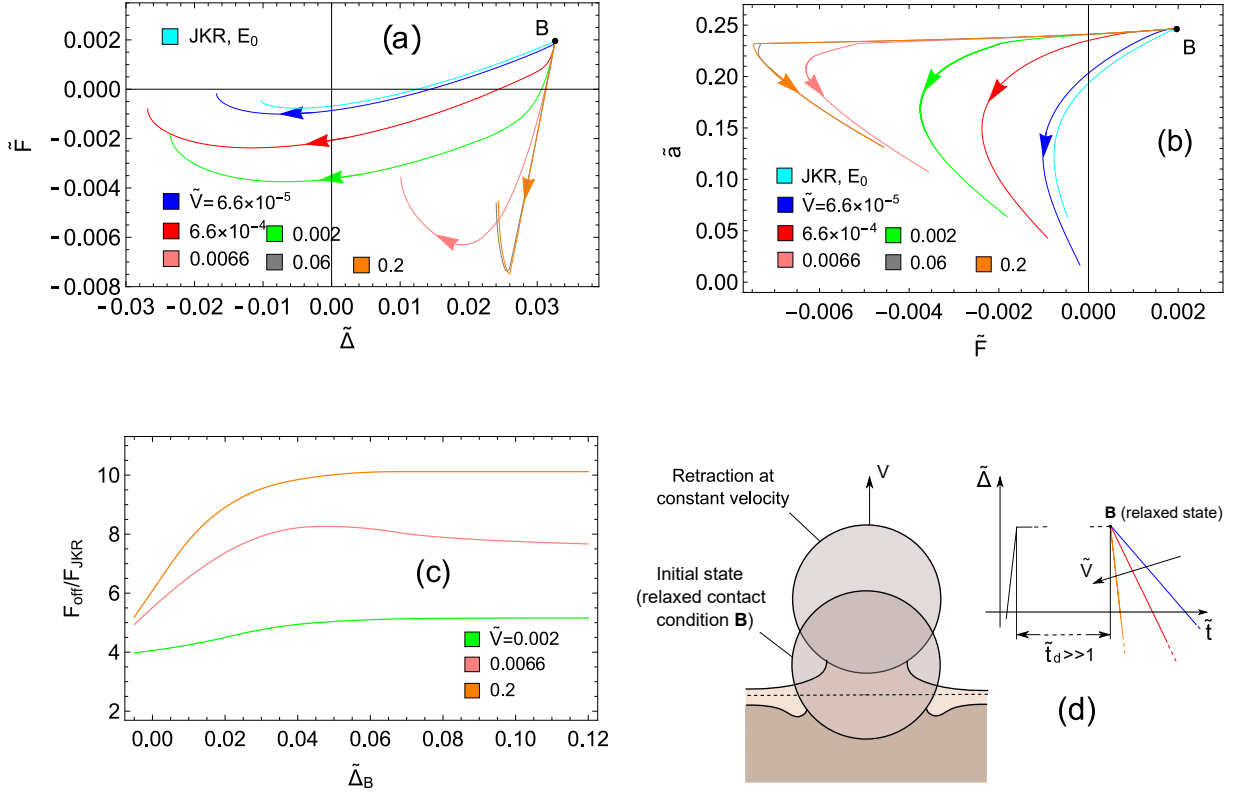 (a)
JKR, E₀
B
0.002
0.000
−0.002
−0.004
−0.006
−0.008
F̃
Ṽ=6.6×10⁻⁵
6.6×10⁻⁴
0.002
0.0066
0.06
0.2
−0.03 −0.02 −0.01 0.00 0.01 0.02 0.03
Δ̃
(b)
B
0.25
0.20
0.15
0.10
0.05
0.00
ã
JKR, E₀
Ṽ=6.6×10⁻⁵
6.6×10⁻⁴
0.002
0.0066
0.06
0.2
−0.006 −0.004 −0.002 0.000 0.002
F̃
(c)
10
8
6
4
2
F_off/F_JKR
Ṽ=0.002
0.0066
0.2
0.00 0.02 0.04 0.06 0.08 0.10 0.12
Δ̃_B
Retraction at
constant velocity
V
Initial state
(relaxed contact
condition B)
Δ̃
B (relaxed state)
Ṽ
t̃
t̃_d>>1
(d)